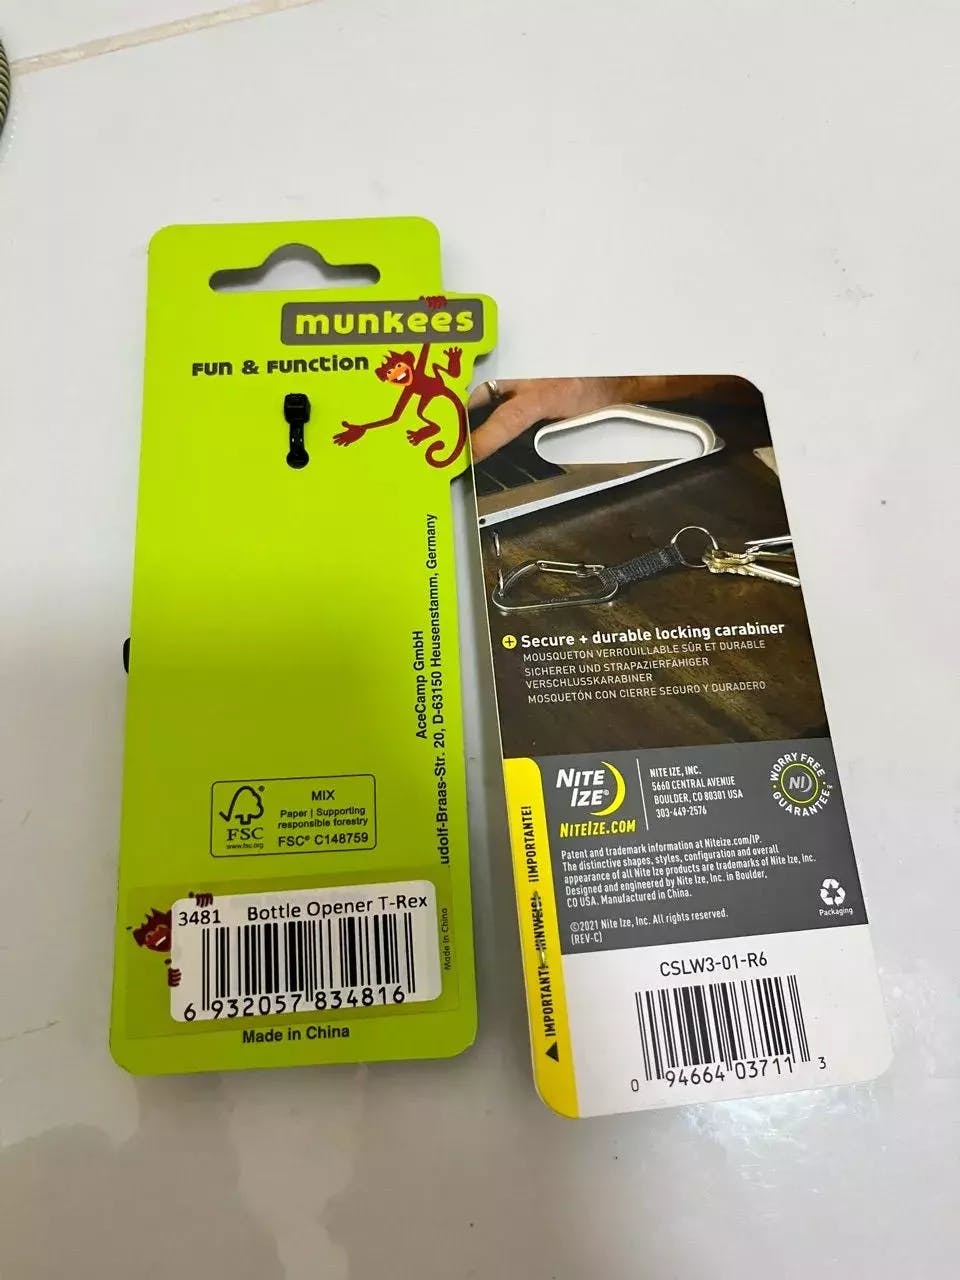 munkees
FUN & FUNCTION
AceCamp GmbH
udolf-Braas-Str. 20, D-63150 Heusenstamm, Germany
FSC
www.fsc.org
MIX
Paper | Supporting
responsible forestry
FSC® C148759
3481 Bottle Opener T-Rex
6 932057 834816
Made in China
Made in China
Secure + durable locking carabiner
MOUSQUETON VERROUILLABLE SÛR ET DURABLE
SICHERER UND STRAPAZIERFÄHIGER
VERSCHLUSSKARABINER
MOSQUETÓN CON CIERRE SEGURO Y DURADERO
NITE
IZE®
NITEIZE.COM
NITE IZE, INC.
5660 CENTRAL AVENUE
BOULDER, CO 80301 USA
303-449-2576
WORRY FREE
NI
GUARANTEE
Patent and trademark information at NiteIze.com/IP.
The distinctive shapes, styles, configuration and overall
appearance of all Nite Ize products are trademarks of Nite Ize, Inc.
Designed and engineered by Nite Ize, Inc. in Boulder,
CO USA. Manufactured in China.
©2021 Nite Ize, Inc. All rights reserved.
(REV-C)
Packaging
IMPORTANT! HINWEIS! ¡IMPORTANTE!
CSLW3-01-R6
0 94664 03711 3